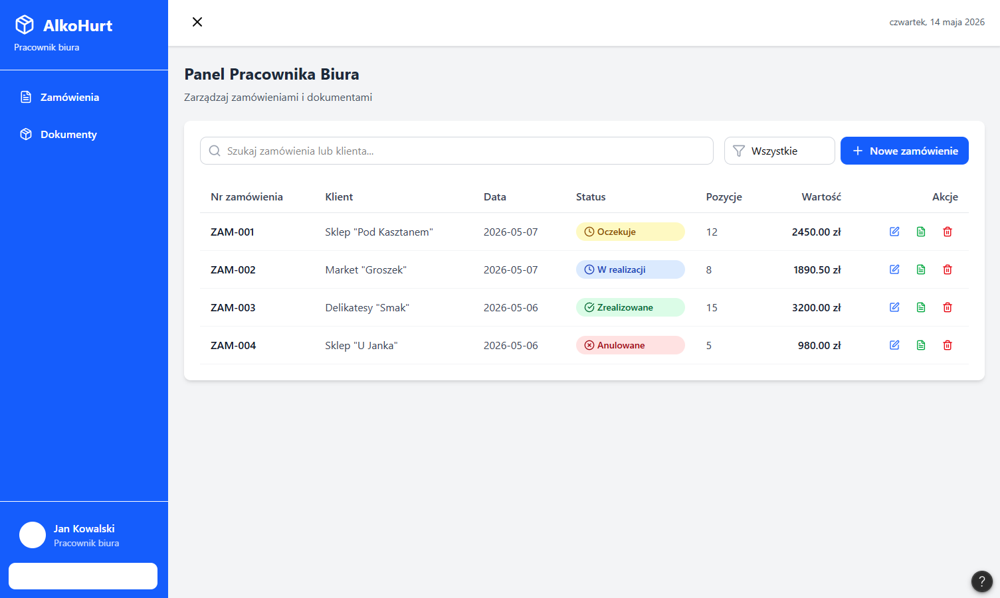 AlkoHurt
Pracownik biura
Zamówienia
Dokumenty
Jan Kowalski
Pracownik biura
czwartek, 14 maja 2026
Panel Pracownika Biura
Zarządzaj zamówieniami i dokumentami
Szukaj zamówienia lub klienta...
Wszystkie
Nowe zamówienie
Nr zamówienia Klient Data Status Pozycje Wartość Akcje
ZAM-001 Sklep "Pod Kasztanem" 2026-05-07 Oczekuje 12 2450.00 zł
ZAM-002 Market "Groszek" 2026-05-07 W realizacji 8 1890.50 zł
ZAM-003 Delikatesy "Smak" 2026-05-06 Zrealizowane 15 3200.00 zł
ZAM-004 Sklep "U Janka" 2026-05-06 Anulowane 5 980.00 zł
?